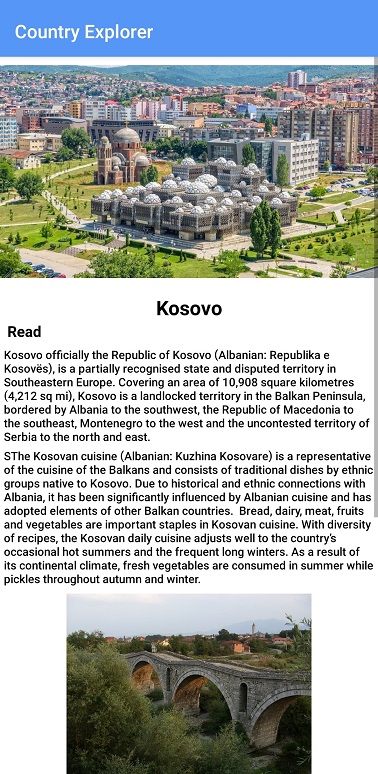 Country Explorer
Kosovo
Read
Kosovo officially the Republic of Kosovo (Albanian: Republika e
Kosovës), is a partially recognised state and disputed territory in
Southeastern Europe. Covering an area of 10,908 square kilometres
(4,212 sq mi), Kosovo is a landlocked territory in the Balkan Peninsula,
bordered by Albania to the southwest, the Republic of Macedonia to
the southeast, Montenegro to the west and the uncontested territory of
Serbia to the north and east.
SThe Kosovan cuisine (Albanian: Kuzhina Kosovare) is a representative
of the cuisine of the Balkans and consists of traditional dishes by ethnic
groups native to Kosovo. Due to historical and ethnic connections with
Albania, it has been significantly influenced by Albanian cuisine and has
adopted elements of other Balkan countries.  Bread, dairy, meat, fruits
and vegetables are important staples in Kosovan cuisine. With diversity
of recipes, the Kosovan daily cuisine adjusts well to the country's
occasional hot summers and the frequent long winters. As a result of
its continental climate, fresh vegetables are consumed in summer while
pickles throughout autumn and winter.